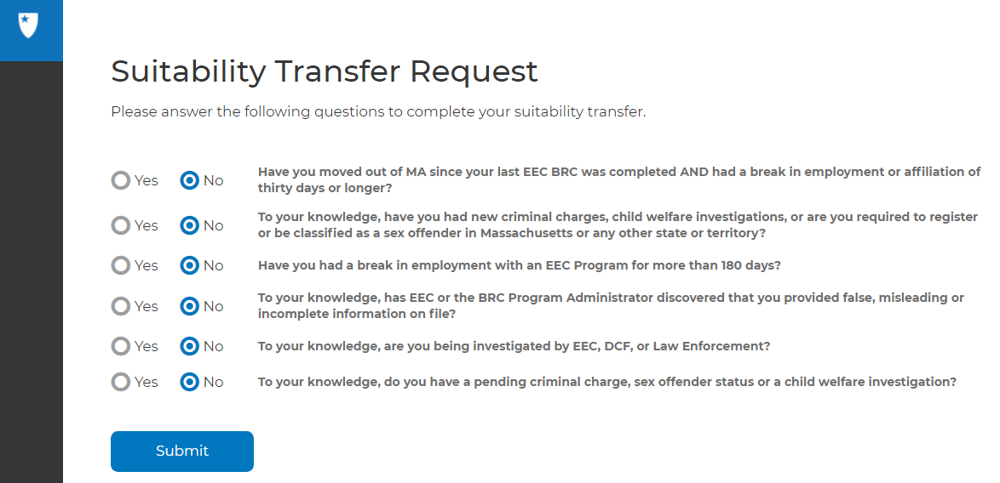 Suitability Transfer Request
Please answer the following questions to complete your suitability transfer.
Yes No Have you moved out of MA since your last EEC BRC was completed AND had a break in employment or affiliation of
thirty days or longer?
Yes No To your knowledge, have you had new criminal charges, child welfare investigations, or are you required to register
or be classified as a sex offender in Massachusetts or any other state or territory?
Yes No Have you had a break in employment with an EEC Program for more than 180 days?
Yes No To your knowledge, has EEC or the BRC Program Administrator discovered that you provided false, misleading or
incomplete information on file?
Yes No To your knowledge, are you being investigated by EEC, DCF, or Law Enforcement?
Yes No To your knowledge, do you have a pending criminal charge, sex offender status or a child welfare investigation?
Submit